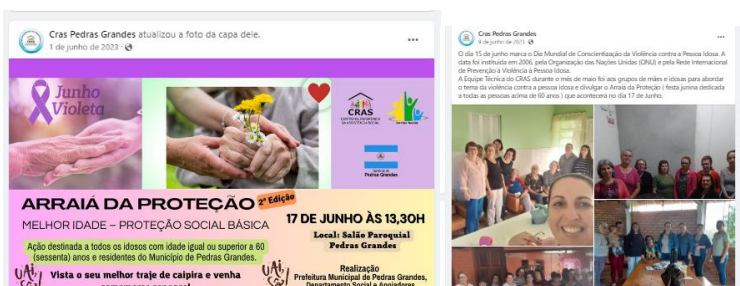 Cras Pedras Grandes atualizou a foto da capa dele.
1 de junho de 2023
Junho
Violeta
CRAS
Pedras Grandes
ARRAIÁ DA PROTEÇÃO 2ª Edição
MELHOR IDADE – PROTEÇÃO SOCIAL BÁSICA
Ação destinada a todos os idosos com idade igual ou superior a 60
(sessenta) anos e residentes do Município de Pedras Grandes.
UAI,
Vista o seu melhor traje de caipira e venha
17 DE JUNHO ÀS 13,30H
Local: Salão Paroquial
Pedras Grandes
UAI,
Realização
Prefeitura Municipal de Pedras Grandes,
Departamento Social e Apoiadores
Cras Pedras Grandes
9 de junho de 2023
O dia 15 de junho marca o Dia Mundial de Conscientização da Violência contra a Pessoa Idosa. A
data foi instituída em 2006, pela Organização das Nações Unidas (ONU) e pela Rede Internacional
de Prevenção à Violência à Pessoa Idosa.
A Equipe Técnica do CRAS durante o mês de maio foi aos grupos de mães e idosas para abordar
o tema da violência contra a pessoa idosa e divulgar o Arraiá da Proteção ( festa junina dedicada
a todas as pessoas acima de 60 anos ) que acontecerá no dia 17 de Junho.